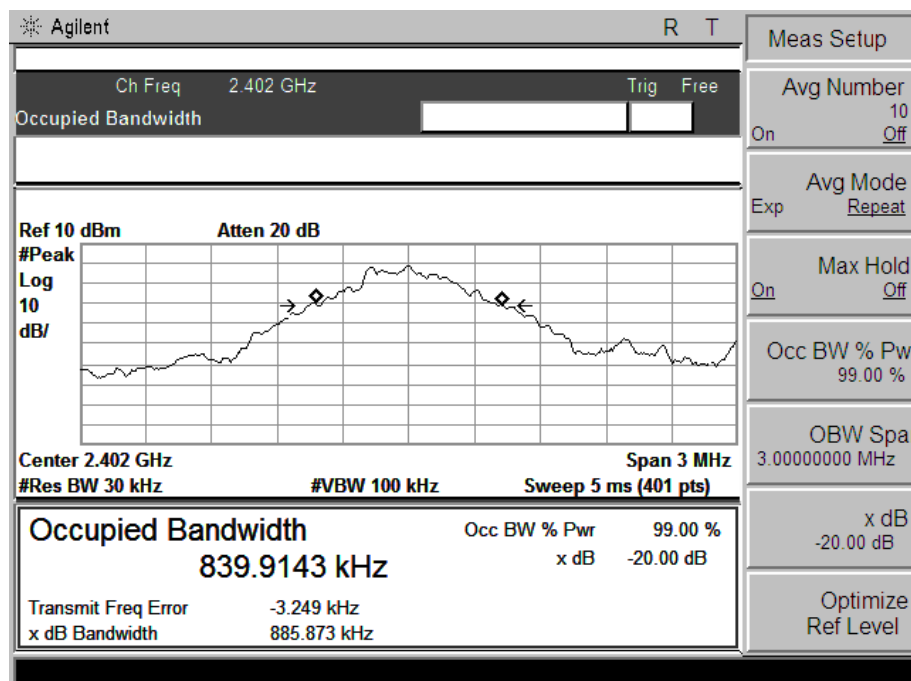 Agilent R T
Ch Freq 2.402 GHz Trig Free
Occupied Bandwidth
Ref 10 dBm Atten 20 dB
#Peak
Log
10
dB/
Center 2.402 GHz Span 3 MHz
#Res BW 30 kHz #VBW 100 kHz Sweep 5 ms (401 pts)
Occupied Bandwidth
839.9143 kHz
Occ BW % Pwr 99.00 %
x dB -20.00 dB
Transmit Freq Error -3.249 kHz
x dB Bandwidth 885.873 kHz
Meas Setup
Avg Number
10
On Off
Avg Mode
Exp Repeat
Max Hold
On Off
Occ BW % Pw
99.00 %
OBW Spa
3.00000000 MHz
x dB
-20.00 dB
Optimize
Ref Level